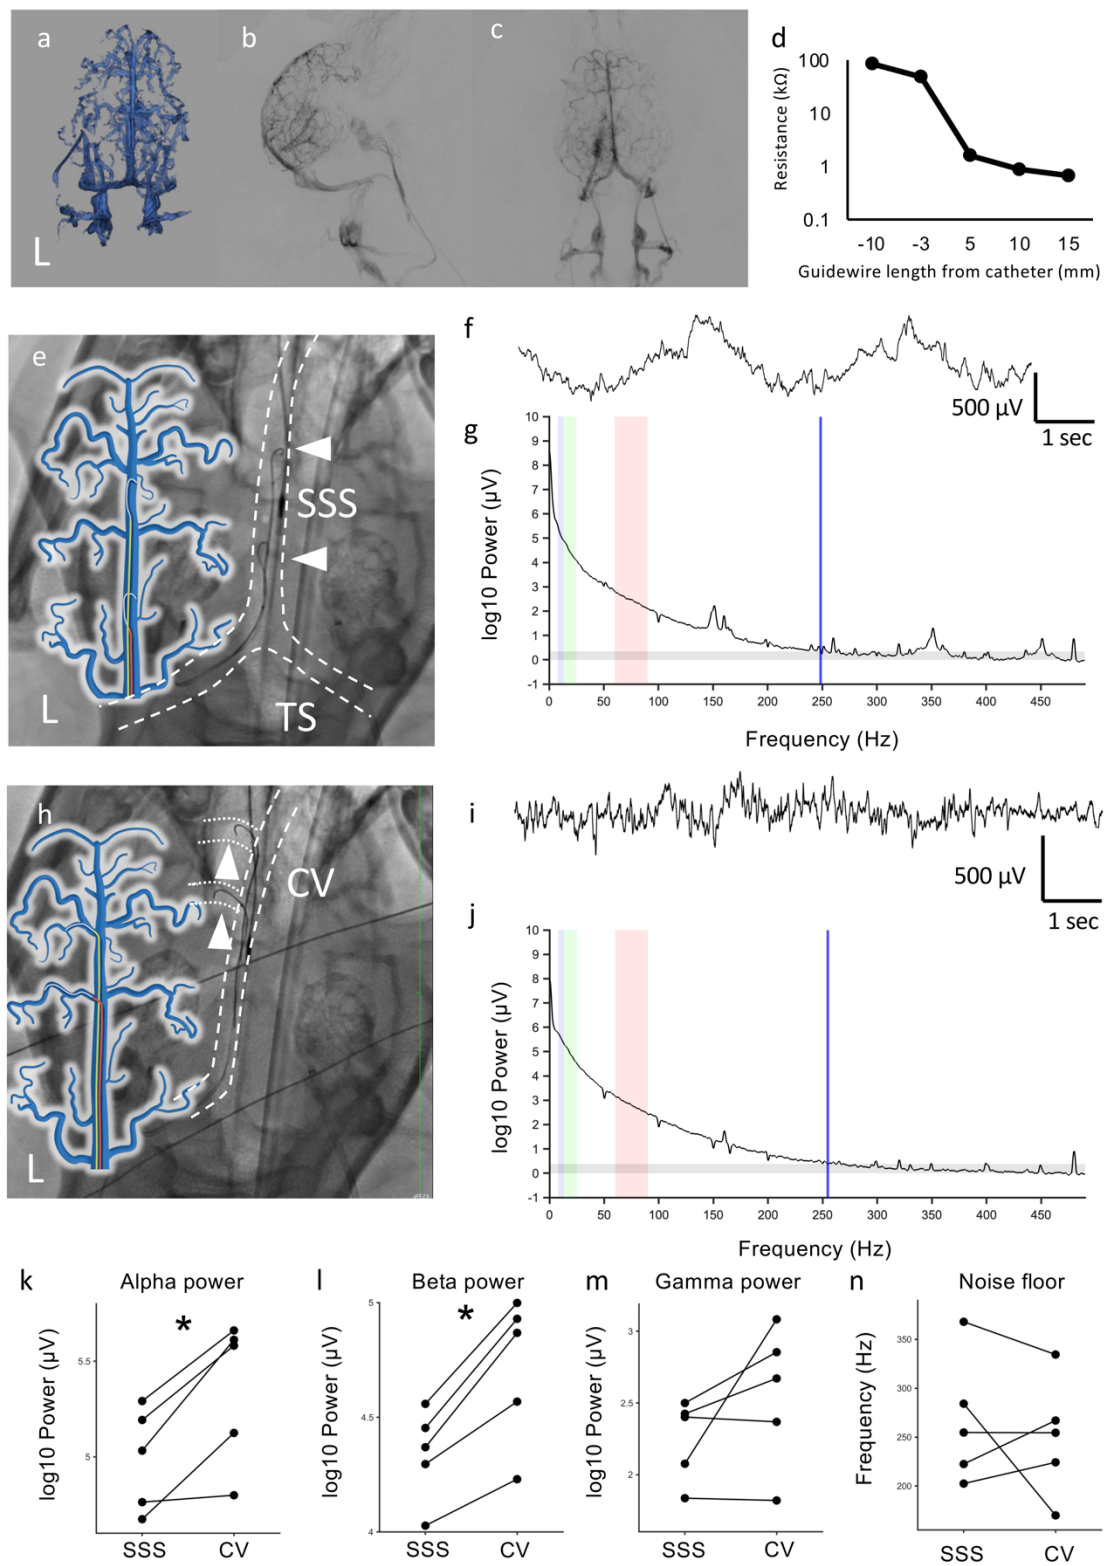 a
b
c
L
d
Resistance (kΩ)
100
10
1
0.1
-10 -3 5 10 15
Guidewire length from catheter (mm)
e
SSS
TS
L
f
500 µV
1 sec
g
log10 Power (µV)
10
9
8
7
6
5
4
3
2
1
0
-1
0 50 100 150 200 250 300 350 400 450
Frequency (Hz)
h
CV
L
i
500 µV
1 sec
j
log10 Power (µV)
10
9
8
7
6
5
4
3
2
1
0
-1
0 50 100 150 200 250 300 350 400 450
Frequency (Hz)
k
Alpha power
*
log10 Power (µV)
5.5
5
SSS CV
l
Beta power
*
log10 Power (µV)
5
4.5
4
SSS CV
m
Gamma power
log10 Power (µV)
3
2.5
2
SSS CV
n
Noise floor
Frequency (Hz)
350
300
250
200
SSS CV